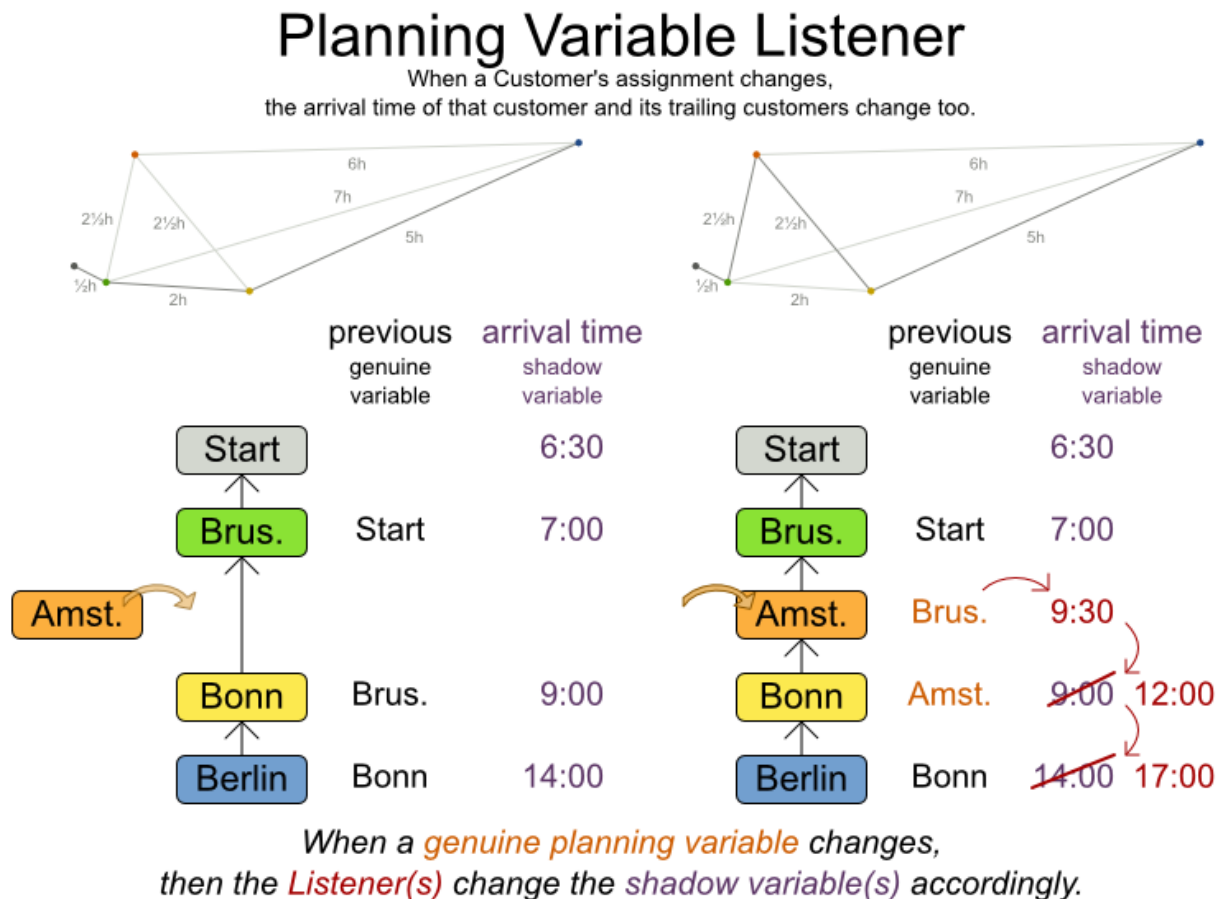 Planning Variable Listener
When a Customer's assignment changes,
the arrival time of that customer and its trailing customers change too.
6h
7h
2½h
2½h
5h
½h
2h
6h
7h
2½h
2½h
5h
½h
2h
previous arrival time
genuine shadow
variable variable
Start 6:30
Brus. Start 7:00
Amst.
Bonn Brus. 9:00
Berlin Bonn 14:00
previous arrival time
genuine shadow
variable variable
Start 6:30
Brus. Start 7:00
Amst. Brus. 9:30
Bonn Amst. 9:00 12:00
Berlin Bonn 14:00 17:00
When a genuine planning variable changes,
then the Listener(s) change the shadow variable(s) accordingly.